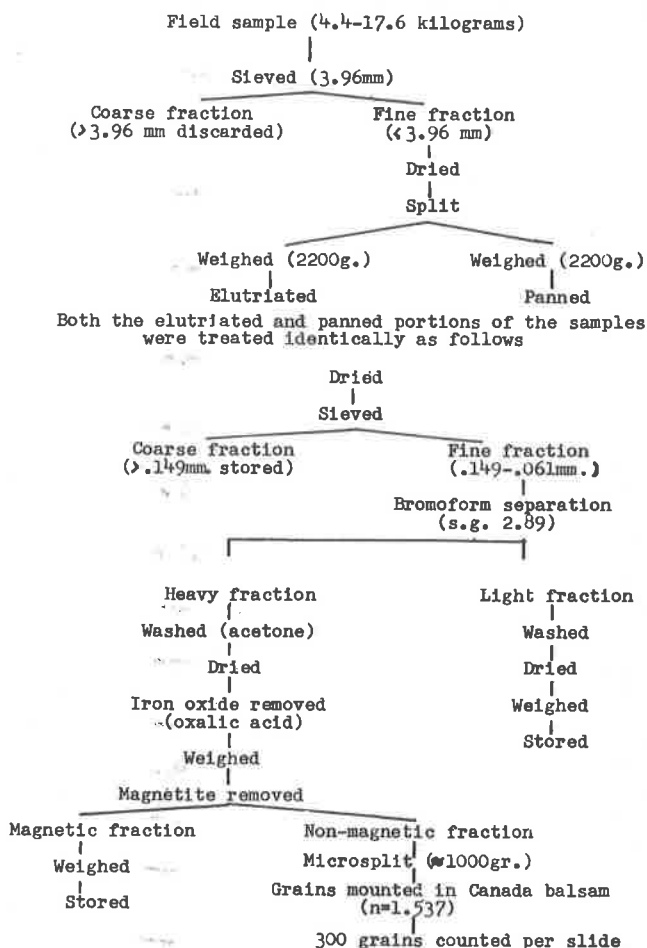 Field sample (4.4-17.6 kilograms)
Sieved (3.96mm)
Coarse fraction
(>3.96 mm discarded)
Fine fraction
(<3.96 mm)
Dried
Split
Weighed (2200g.)
Weighed (2200g.)
Elutriated
Panned
Both the elutriated and panned portions of the samples
were treated identically as follows
Dried
Sieved
Coarse fraction
(>.149mm. stored)
Fine fraction
(.149-.061mm.)
Bromoform separation
(s.g. 2.89)
Heavy fraction
Washed (acetone)
Dried
Iron oxide removed
(oxalic acid)
Weighed
Magnetite removed
Light fraction
Washed
Dried
Weighed
Stored
Magnetic fraction
Weighed
Stored
Non-magnetic fraction
Microsplit (≈1000gr.)
Grains mounted in Canada balsam
(n=1.537)
300 grains counted per slide